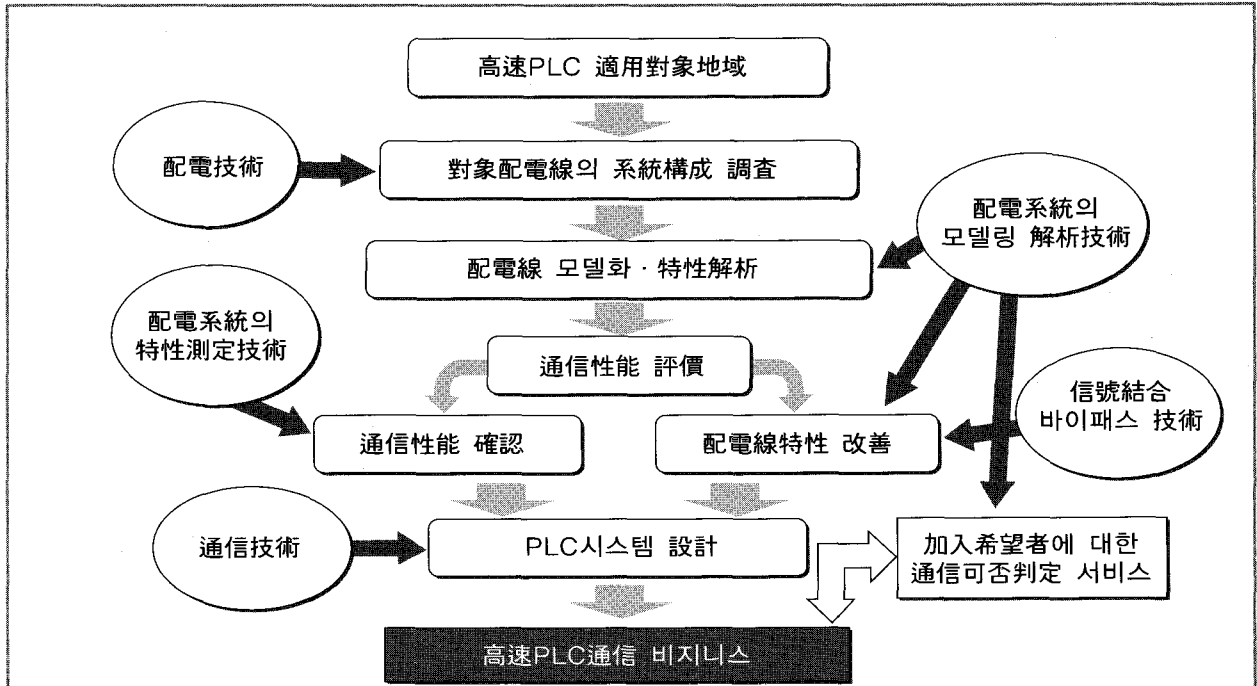 高速PLC 適用對象地域
配電技術
對象配電線의 系統構成 調査
配電系統의
모델링 解析技術
配電線 모델화·特性解析
配電系統의
特性測定技術
通信性能 評價
信號結合
바이패스 技術
通信性能 確認
配電線特性 改善
通信技術
PLC시스템 設計
加入希望者에 대한
通信可否判定 서비스
高速PLC通信 비지니스